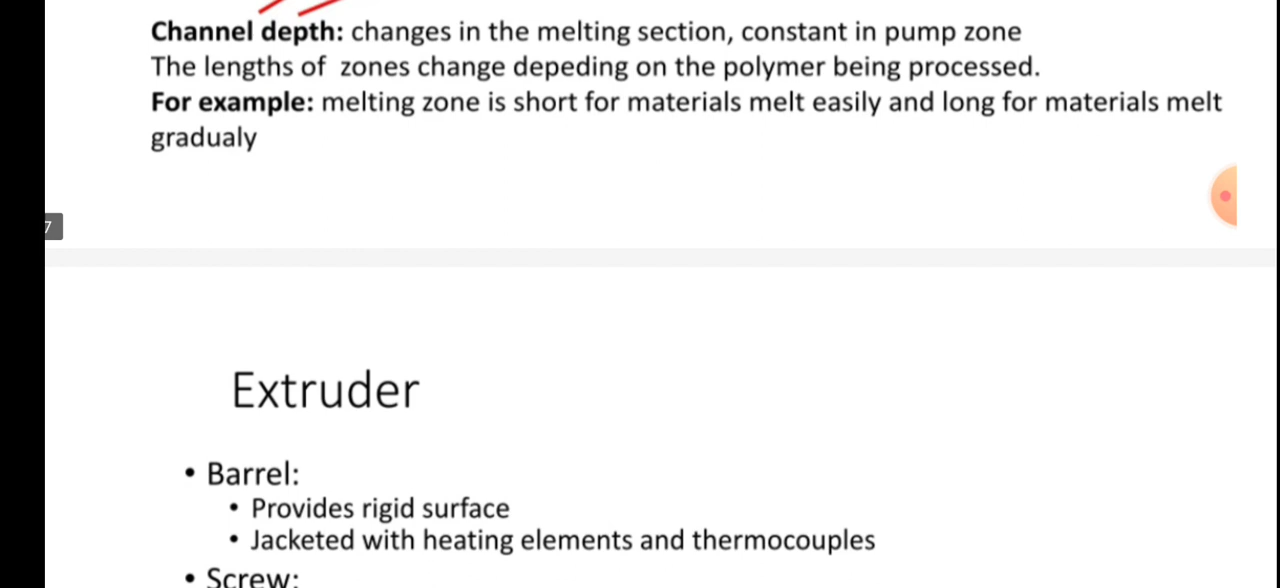 Channel depth: changes in the melting section, constant in pump zone
The lengths of zones change depeding on the polymer being processed.
For example: melting zone is short for materials melt easily and long for materials melt
gradualy
7
Extruder
• Barrel:
• Provides rigid surface
• Jacketed with heating elements and thermocouples
• Screw: